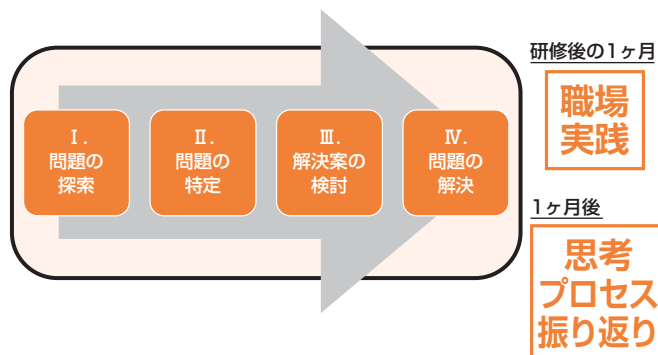 Ⅰ.
問題の
探索
Ⅱ.
問題の
特定
Ⅲ.
解決案の
検討
Ⅳ.
問題の
解決
研修後の1ヶ月
職場
実践
1ヶ月後
思考
プロセス
振り返り